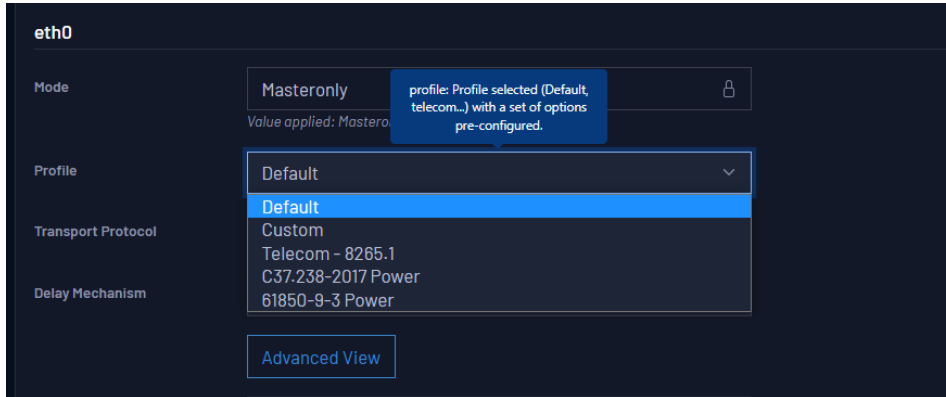 eth0
Mode
Masteronly
profile: Profile selected (Default,
telecom...) with a set of options
pre-configured.
Value applied: Mastero
Profile
Default
Default
Custom
Telecom - 8265.1
C37.238-2017 Power
61850-9-3 Power
Transport Protocol
Delay Mechanism
Advanced View